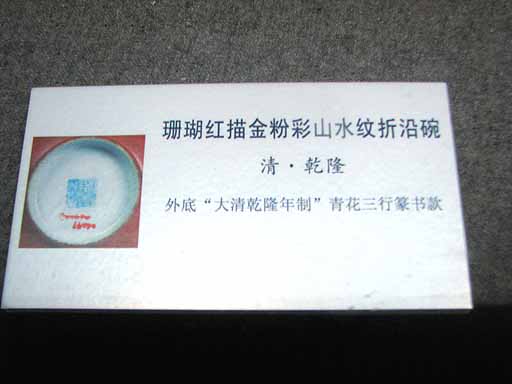 珊瑚红描金粉彩山水纹折沿碗
清·乾隆
外底“大清乾隆年制”青花三行篆书款